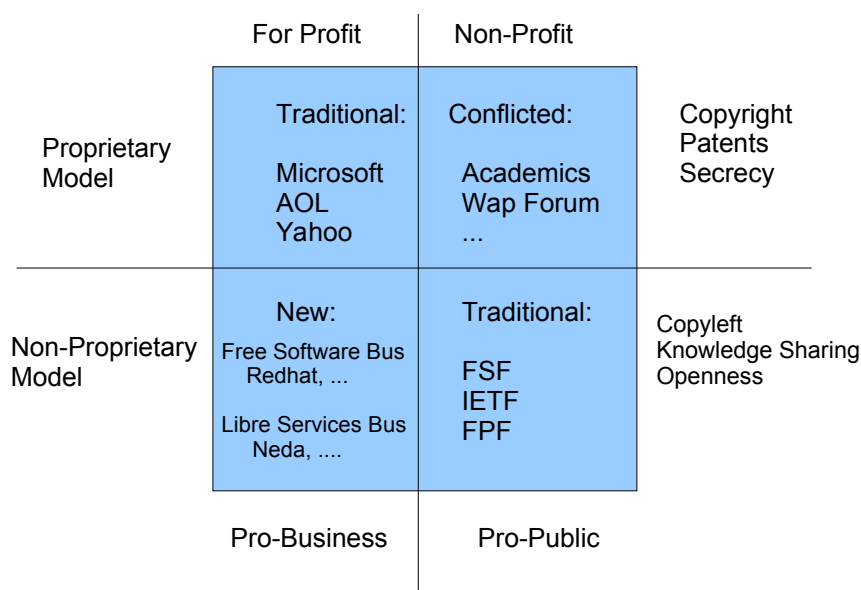 For Profit
Non-Profit
Proprietary
Model
Traditional:
Microsoft
AOL
Yahoo
Conflicted:
Academics
Wap Forum
...
Copyright
Patents
Secrecy
Non-Proprietary
Model
New:
Free Software Bus
Redhat, ...
Libre Services Bus
Neda, ....
Traditional:
FSF
IETF
FPF
Copyleft
Knowledge Sharing
Openness
Pro-Business
Pro-Public